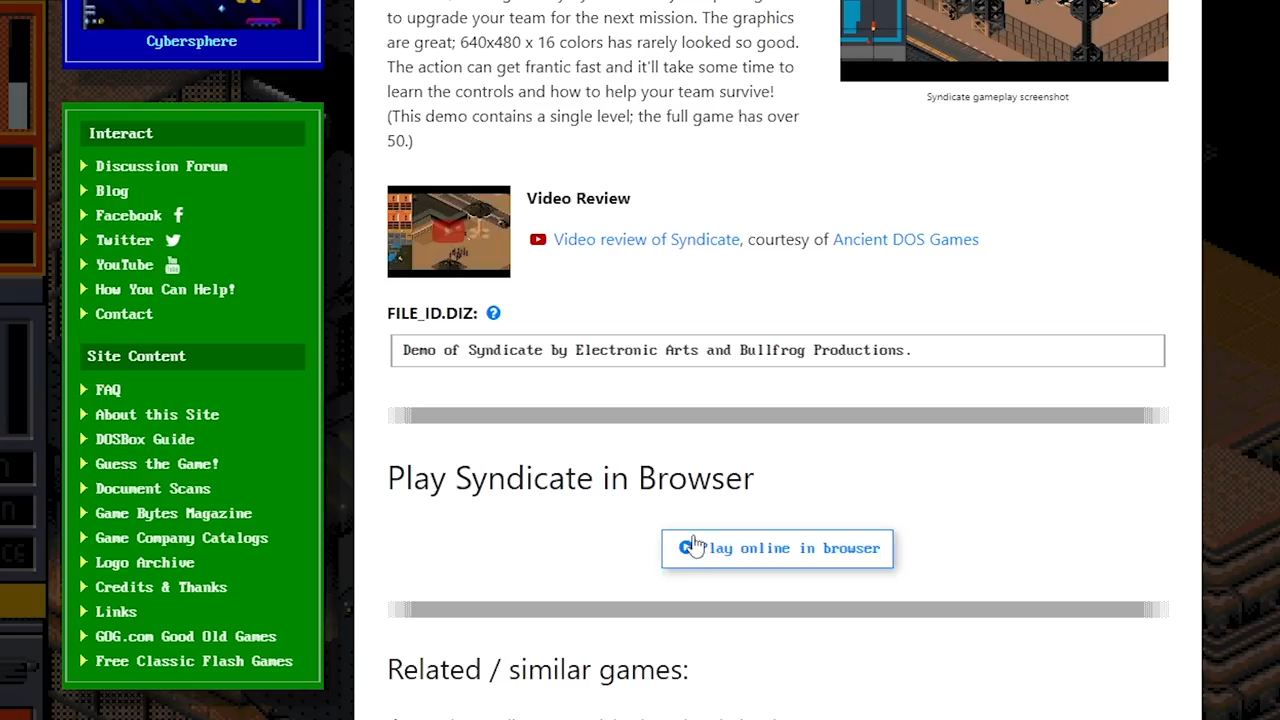 Cybersphere
Interact
Discussion Forum
Blog
Facebook
Twitter
YouTube
How You Can Help!
Contact
Site Content
FAQ
About this Site
DOSBox Guide
Guess the Game!
Document Scans
Game Bytes Magazine
Game Company Catalogs
Logo Archive
Credits & Thanks
Links
GOG.com Good Old Games
Free Classic Flash Games
to upgrade your team for the next mission. The graphics
are great; 640x480 x 16 colors has rarely looked so good.
The action can get frantic fast and it'll take some time to
learn the controls and how to help your team survive!
(This demo contains a single level; the full game has over
50.)
Syndicate gameplay screenshot
Video Review
Video review of Syndicate, courtesy of Ancient DOS Games
FILE_ID.DIZ:
Demo of Syndicate by Electronic Arts and Bullfrog Productions.
Play Syndicate in Browser
Play online in browser
Related / similar games: